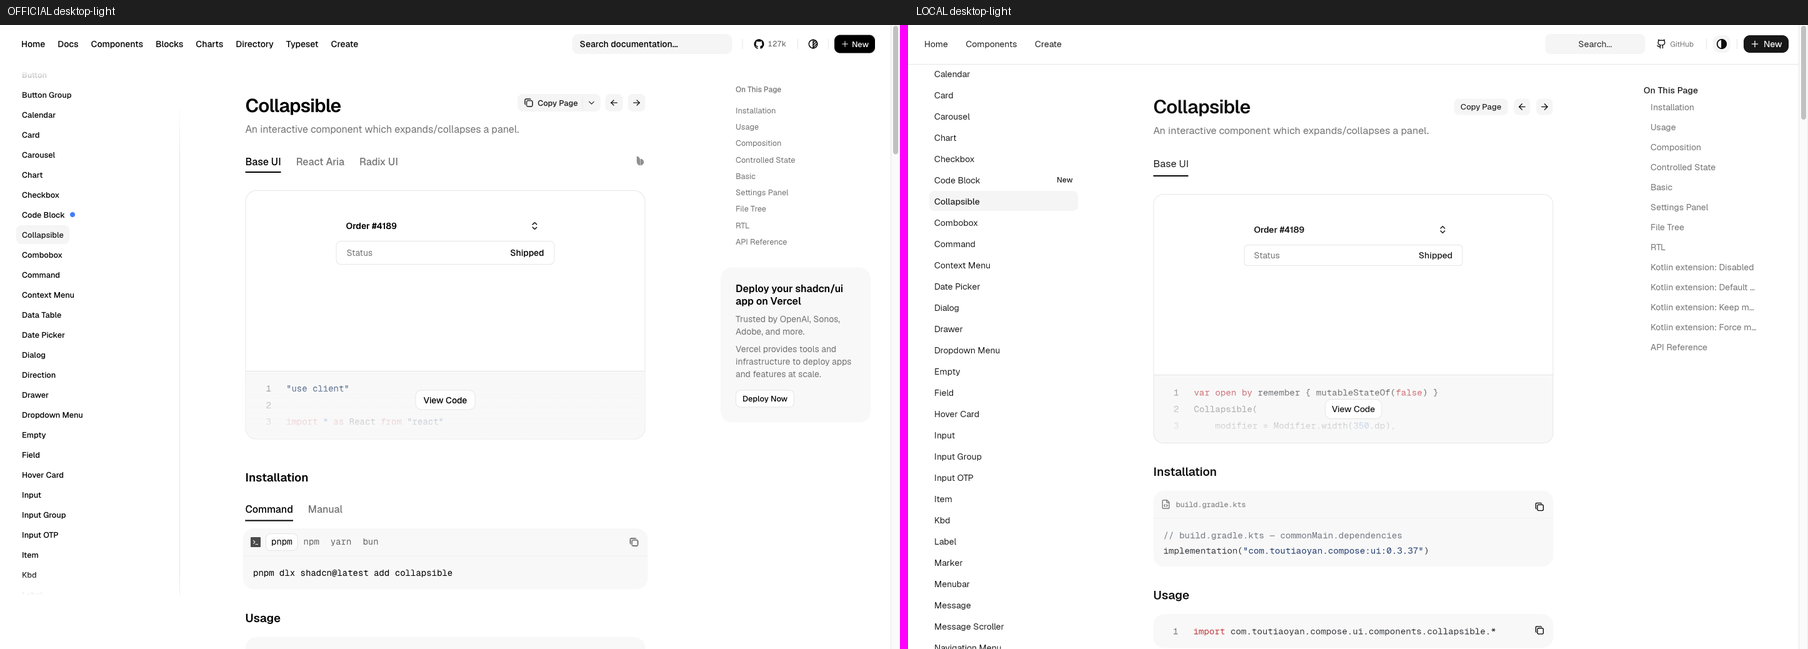 OFFICIAL desktop-light
Home Docs Components Blocks Charts Directory Typeset Create
Search documentation...
127k
+ New
Button
Button Group
Calendar
Card
Carousel
Chart
Checkbox
Code Block
Collapsible
Combobox
Command
Context Menu
Data Table
Date Picker
Dialog
Direction
Drawer
Dropdown Menu
Empty
Field
Hover Card
Input
Input Group
Input OTP
Item
Kbd
Collapsible
Copy Page
An interactive component which expands/collapses a panel.
Base UI React Aria Radix UI
Order #4189
Status Shipped
1 "use client"
2
View Code
3 import * as React from "react"
Installation
Command Manual
pnpm npm yarn bun
pnpm dlx shadcn@latest add collapsible
Usage
On This Page
Installation
Usage
Composition
Controlled State
Basic
Settings Panel
File Tree
RTL
API Reference
Deploy your shadcn/ui
app on Vercel
Trusted by OpenAI, Sonos,
Adobe, and more.
Vercel provides tools and
infrastructure to deploy apps
and features at scale.
Deploy Now
LOCAL desktop-light
Home Components Create
Search...
GitHub
+ New
Calendar
Card
Carousel
Chart
Checkbox
Code Block New
Collapsible
Combobox
Command
Context Menu
Date Picker
Dialog
Drawer
Dropdown Menu
Empty
Field
Hover Card
Input
Input Group
Input OTP
Item
Kbd
Label
Marker
Menubar
Message
Message Scroller
Navigation Menu
Collapsible
Copy Page
An interactive component which expands/collapses a panel.
Base UI
Order #4189
Status Shipped
1 var open by remember { mutableStateOf(false) }
2 Collapsible(
View Code
3 modifier = Modifier.width(350.dp),
Installation
build.gradle.kts
// build.gradle.kts — commonMain.dependencies
implementation("com.toutiaoyan.compose:ui:0.3.37")
Usage
1 import com.toutiaoyan.compose.ui.components.collapsible.*
On This Page
Installation
Usage
Composition
Controlled State
Basic
Settings Panel
File Tree
RTL
Kotlin extension: Disabled
Kotlin extension: Default ...
Kotlin extension: Keep m...
Kotlin extension: Force m...
API Reference